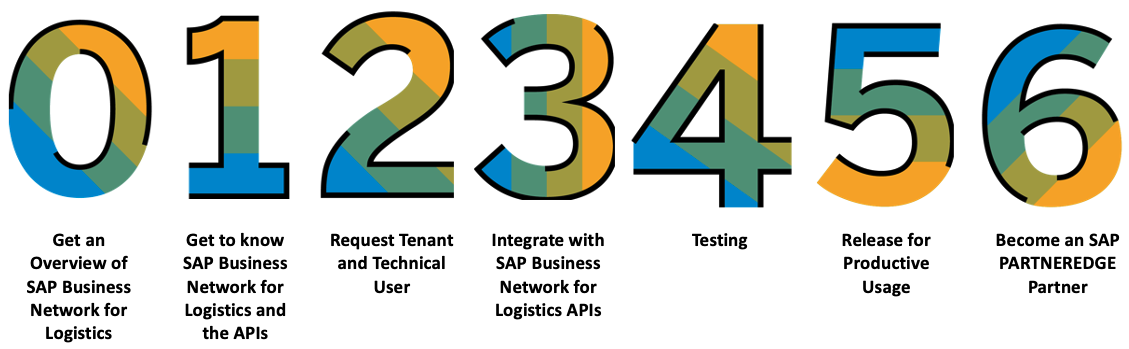 0
Get an
Overview of
SAP Business
Network for
Logistics
1
Get to know
SAP Business
Network for
Logistics and
the APIs
2
Request Tenant
and Technical
User
3
Integrate with
SAP Business
Network for
Logistics APIs
4
Testing
5
Release for
Productive
Usage
6
Become an SAP
PARTNEREDGE
Partner